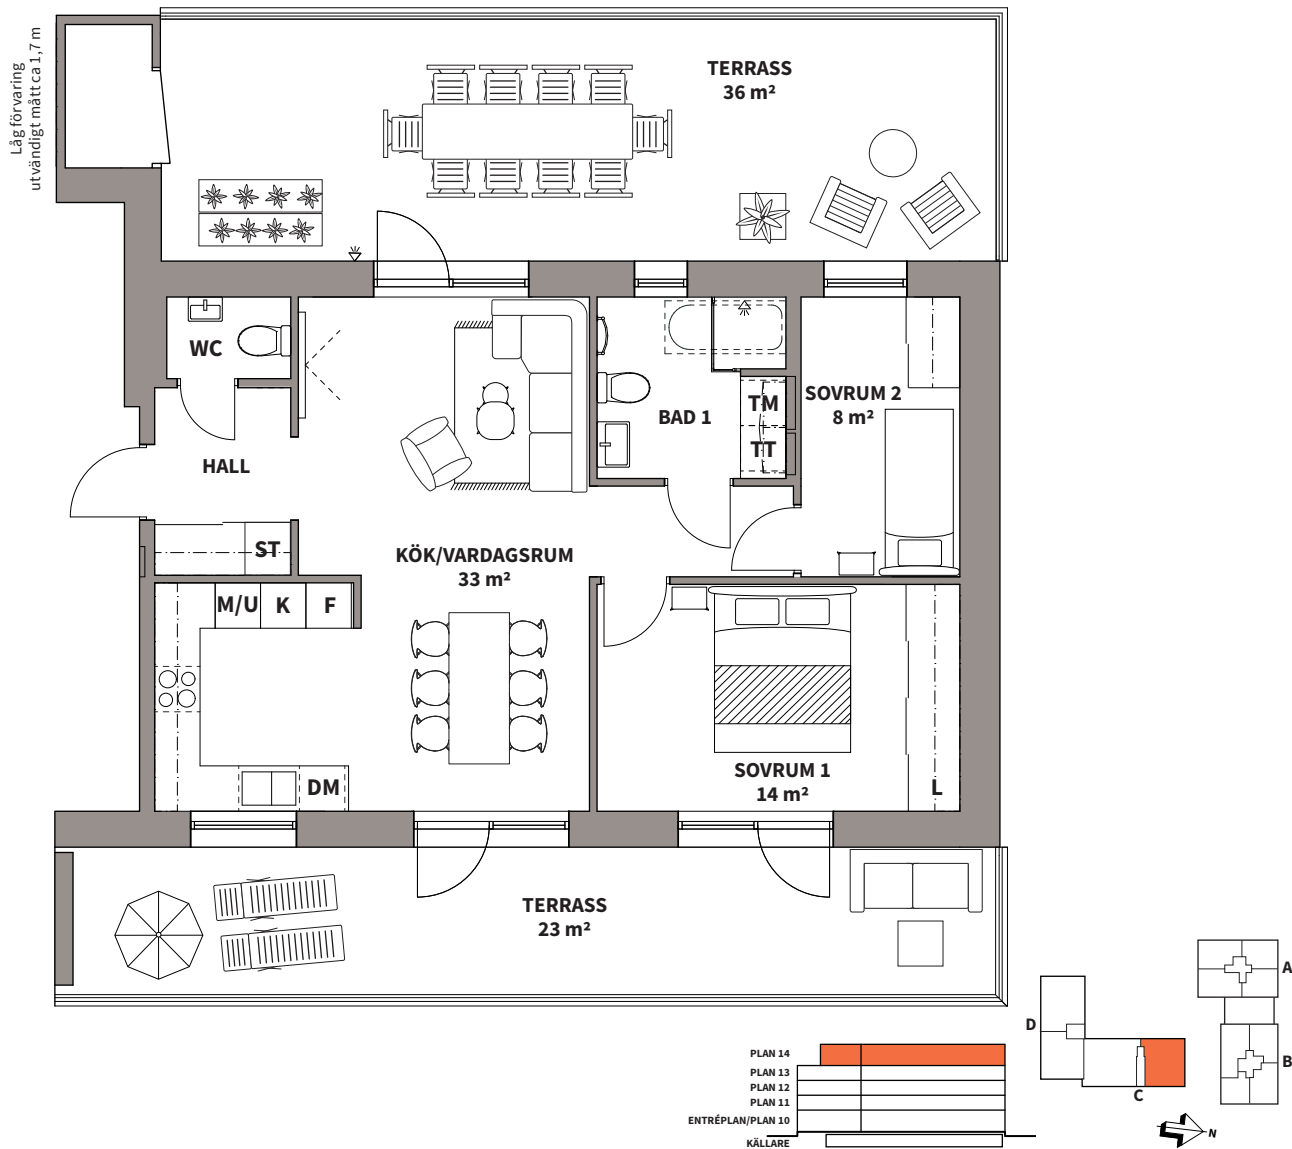 Låg förvaring
utvändigt mått ca 1,7 m
TERRASS
36 m²
WC
HALL
ST
KÖK/VARDAGSRUM
33 m²
BAD 1
TM
TT
SOVRUM 2
8 m²
M/U
K
F
DM
SOVRUM 1
14 m²
L
TERRASS
23 m²
PLAN 14
PLAN 13
PLAN 12
PLAN 11
ENTRÉPLAN/PLAN 10
KÄLLARE
D
C
A
B
N